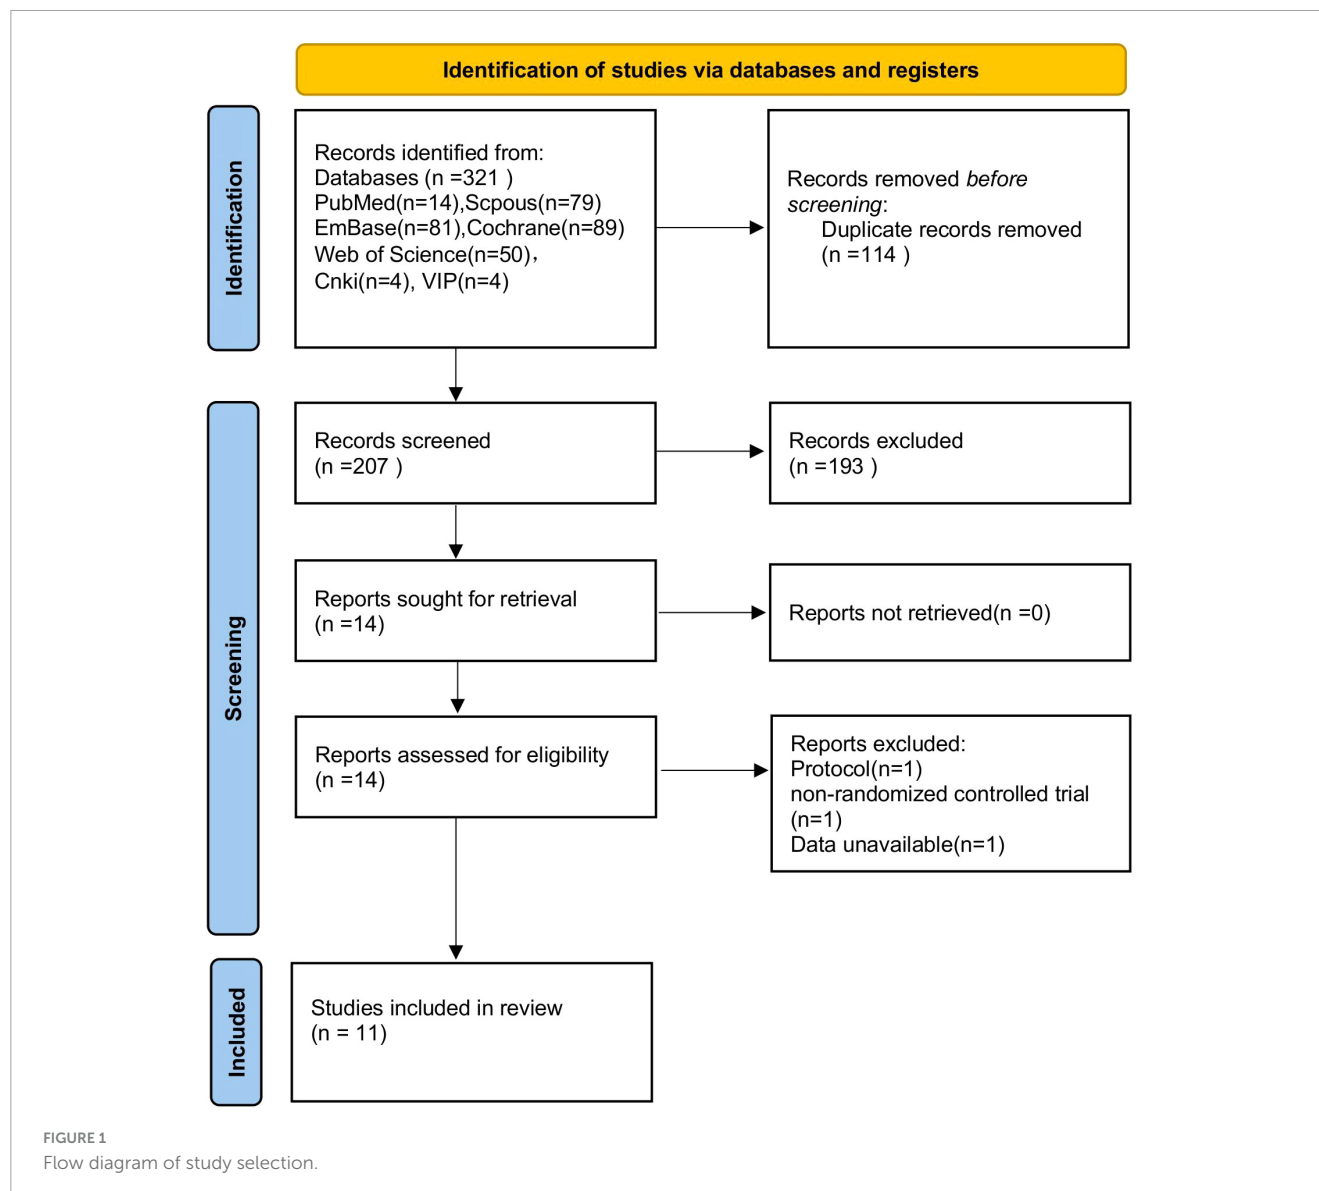 Identification of studies via databases and registers
Identification
Records identified from:
Databases (n =321 )
PubMed(n=14),Scpous(n=79)
EmBase(n=81),Cochrane(n=89)
Web of Science(n=50)，
Cnki(n=4), VIP(n=4)
Records removed before
screening:
Duplicate records removed
(n =114 )
Screening
Records screened
(n =207 )
Records excluded
(n =193 )
Reports sought for retrieval
(n =14)
Reports not retrieved(n =0)
Reports assessed for eligibility
(n =14)
Reports excluded:
Protocol(n=1)
non-randomized controlled trial
(n=1)
Data unavailable(n=1)
Included
Studies included in review
(n = 11)
FIGURE 1
Flow diagram of study selection.